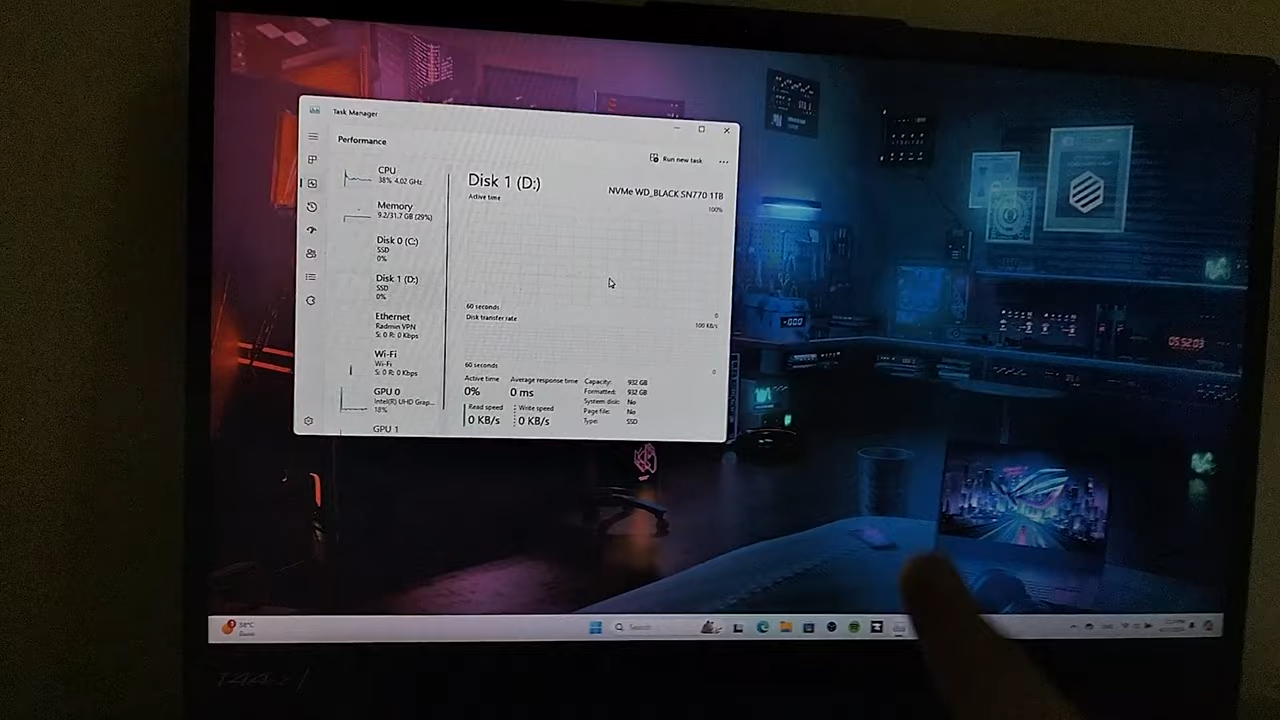 Task Manager
Performance
Run new task
CPU
38% 4.02 GHz
Memory
9.2/31.7 GB (29%)
Disk 0 (C:)
SSD
0%
Disk 1 (D:)
SSD
0%
Ethernet
Radmin VPN
S: 0 R: 0 Kbps
Wi-Fi
Wi-Fi
S: 0 R: 0 Kbps
GPU 0
Intel(R) UHD Grap...
18%
GPU 1
Disk 1 (D:)
NVMe WD_BLACK SN770 1TB
Active time
100%
60 seconds
0
Disk transfer rate
100 KB/s
60 seconds
0
Active time
0%
Average response time
0 ms
Read speed
0 KB/s
Write speed
0 KB/s
Capacity: 932 GB
Formatted: 932 GB
System disk: No
Page file: No
Type: SSD
05:52:03
Search